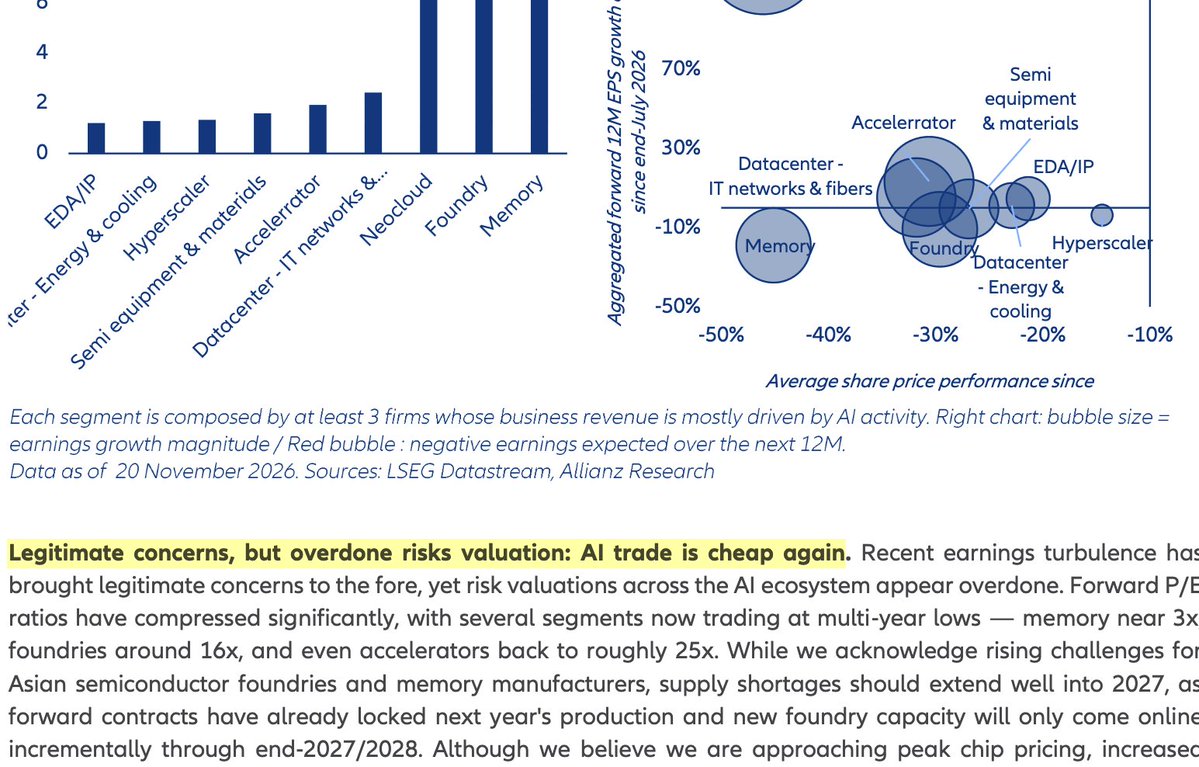 6
4
2
0
EDA/IP
ter - Energy & cooling
Hyperscaler
Semi equipment & materials
Accelerrator
Datacenter - IT networks &...
Neocloud
Foundry
Memory
Aggregated forward 12M EPS growth
since end-July 2026
70%
30%
-10%
-50%
Semi
equipment
& materials
Accelerrator
Datacenter -
IT networks & fibers
EDA/IP
Memory
Foundry
Hyperscaler
Datacenter
- Energy &
cooling
-50%
-40%
-30%
-20%
-10%
Average share price performance since
Each segment is composed by at least 3 firms whose business revenue is mostly driven by AI activity. Right chart: bubble size =
earnings growth magnitude / Red bubble : negative earnings expected over the next 12M.
Data as of 20 November 2026. Sources: LSEG Datastream, Allianz Research
Legitimate concerns, but overdone risks valuation: AI trade is cheap again. Recent earnings turbulence has
brought legitimate concerns to the fore, yet risk valuations across the AI ecosystem appear overdone. Forward P/E
ratios have compressed significantly, with several segments now trading at multi-year lows — memory near 3x
foundries around 16x, and even accelerators back to roughly 25x. While we acknowledge rising challenges for
Asian semiconductor foundries and memory manufacturers, supply shortages should extend well into 2027, as
forward contracts have already locked next year's production and new foundry capacity will only come online
incrementally through end-2027/2028. Although we believe we are approaching peak chip pricing, increased